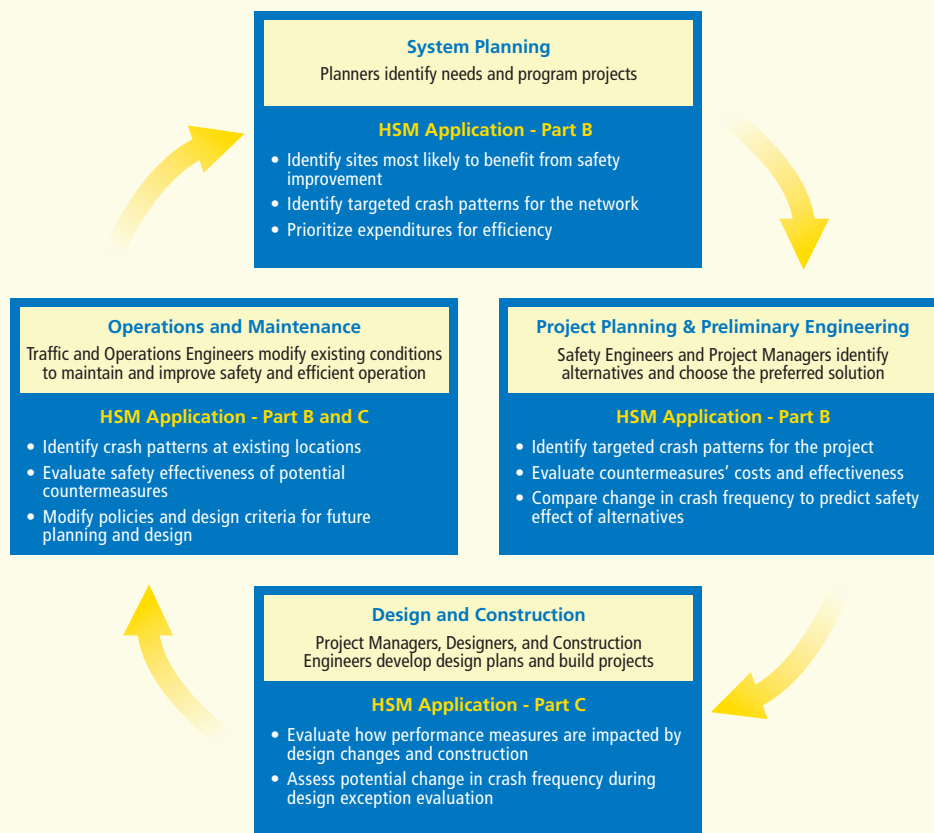 System Planning
Planners identify needs and program projects
HSM Application - Part B
• Identify sites most likely to benefit from safety
improvement
• Identify targeted crash patterns for the network
• Prioritize expenditures for efficiency
Operations and Maintenance
Traffic and Operations Engineers modify existing conditions
to maintain and improve safety and efficient operation
HSM Application - Part B and C
• Identify crash patterns at existing locations
• Evaluate safety effectiveness of potential
countermeasures
• Modify policies and design criteria for future
planning and design
Project Planning & Preliminary Engineering
Safety Engineers and Project Managers identify
alternatives and choose the preferred solution
HSM Application - Part B
• Identify targeted crash patterns for the project
• Evaluate countermeasures’ costs and effectiveness
• Compare change in crash frequency to predict safety
effect of alternatives
Design and Construction
Project Managers, Designers, and Construction
Engineers develop design plans and build projects
HSM Application - Part C
• Evaluate how performance measures are impacted by
design changes and construction
• Assess potential change in crash frequency during
design exception evaluation